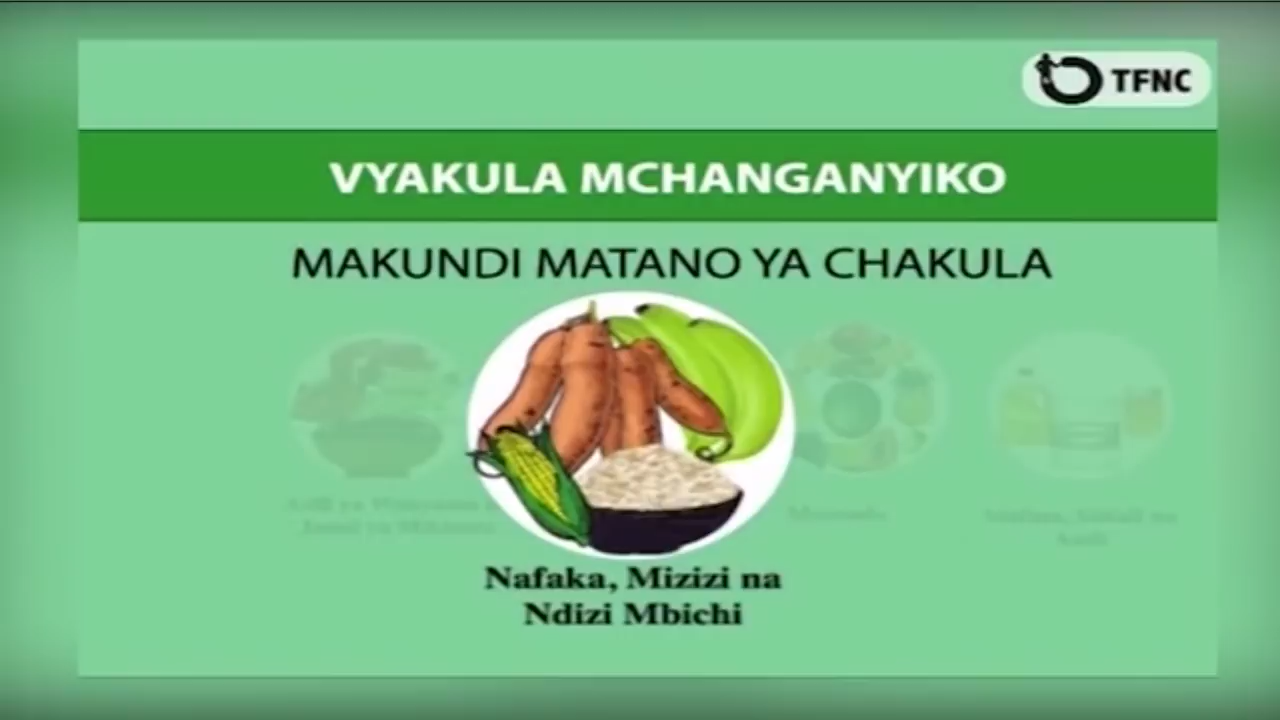 TFNC
VYAKULA MCHANGANYIKO
MAKUNDI MATANO YA CHAKULA
Nafaka, Mizizi na
Ndizi Mbichi